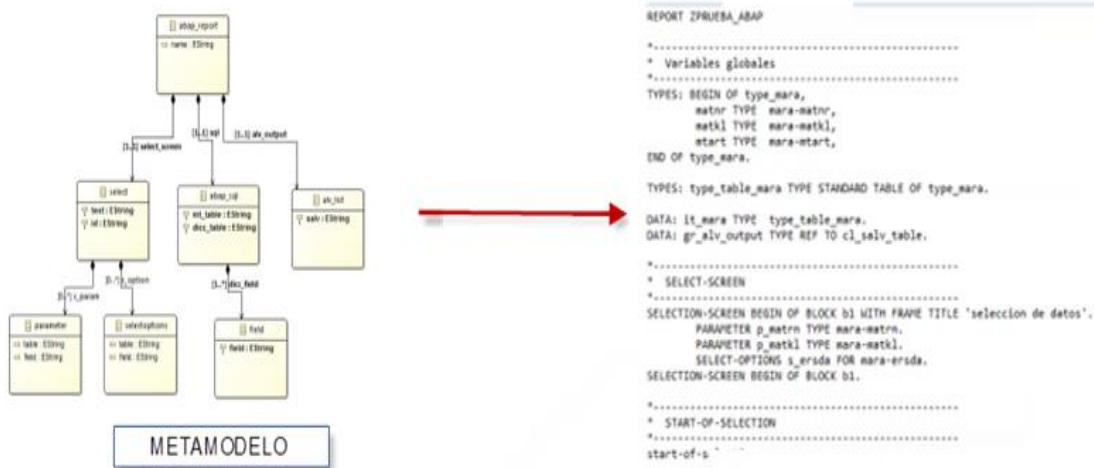 abap_report
name : EString
[1..1] select_screen
[1..1] sql
[1..1] alv_output
select
text : EString
id : EString
abap_sql
int_table : EString
dicc_table : EString
alv_list
salv : EString
[1..*] s_param
[1..*] s_option
[1..*] dicc_field
parameter
table : EString
field : EString
selectoptions
table : EString
field : EString
field
field : EString
METAMODELO
REPORT ZPRUEBA_ABAP
*-----------------------------------------------
* Variables globales
*-----------------------------------------------
TYPES: BEGIN OF type_mara,
matnr TYPE mara-matnr,
matkl TYPE mara-matkl,
mtart TYPE mara-mtart,
END OF type_mara.
TYPES: type_table_mara TYPE STANDARD TABLE OF type_mara.
DATA: it_mara TYPE type_table_mara.
DATA: gr_alv_output TYPE REF TO cl_salv_table.
*-----------------------------------------------
* SELECT-SCREEN
*-----------------------------------------------
SELECTION-SCREEN BEGIN OF BLOCK b1 WITH FRAME TITLE 'seleccion de datos'.
PARAMETER p_matrn TYPE mara-matrn.
PARAMETER p_matkl TYPE mara-matkl.
SELECT-OPTIONS s_ersda FOR mara-ersda.
SELECTION-SCREEN BEGIN OF BLOCK b1.
*-----------------------------------------------
* START-OF-SELECTION
*-----------------------------------------------
start-of-s